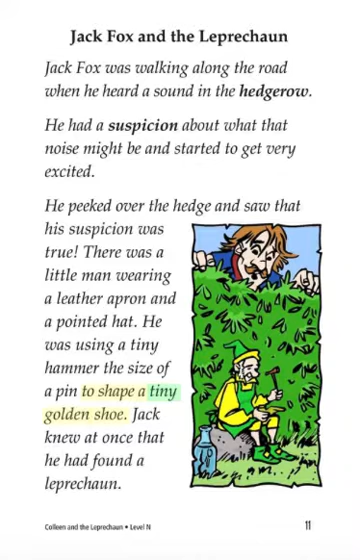 Jack Fox and the Leprechaun
Jack Fox was walking along the road
when he heard a sound in the hedgerow.
He had a suspicion about what that
noise might be and started to get very
excited.
He peeked over the hedge and saw that
his suspicion was
true! There was a
little man wearing
a leather apron and
a pointed hat. He
was using a tiny
hammer the size of
a pin to shape a tiny
golden shoe. Jack
knew at once that
he had found a
leprechaun.
Colleen and the Leprechaun • Level N
11